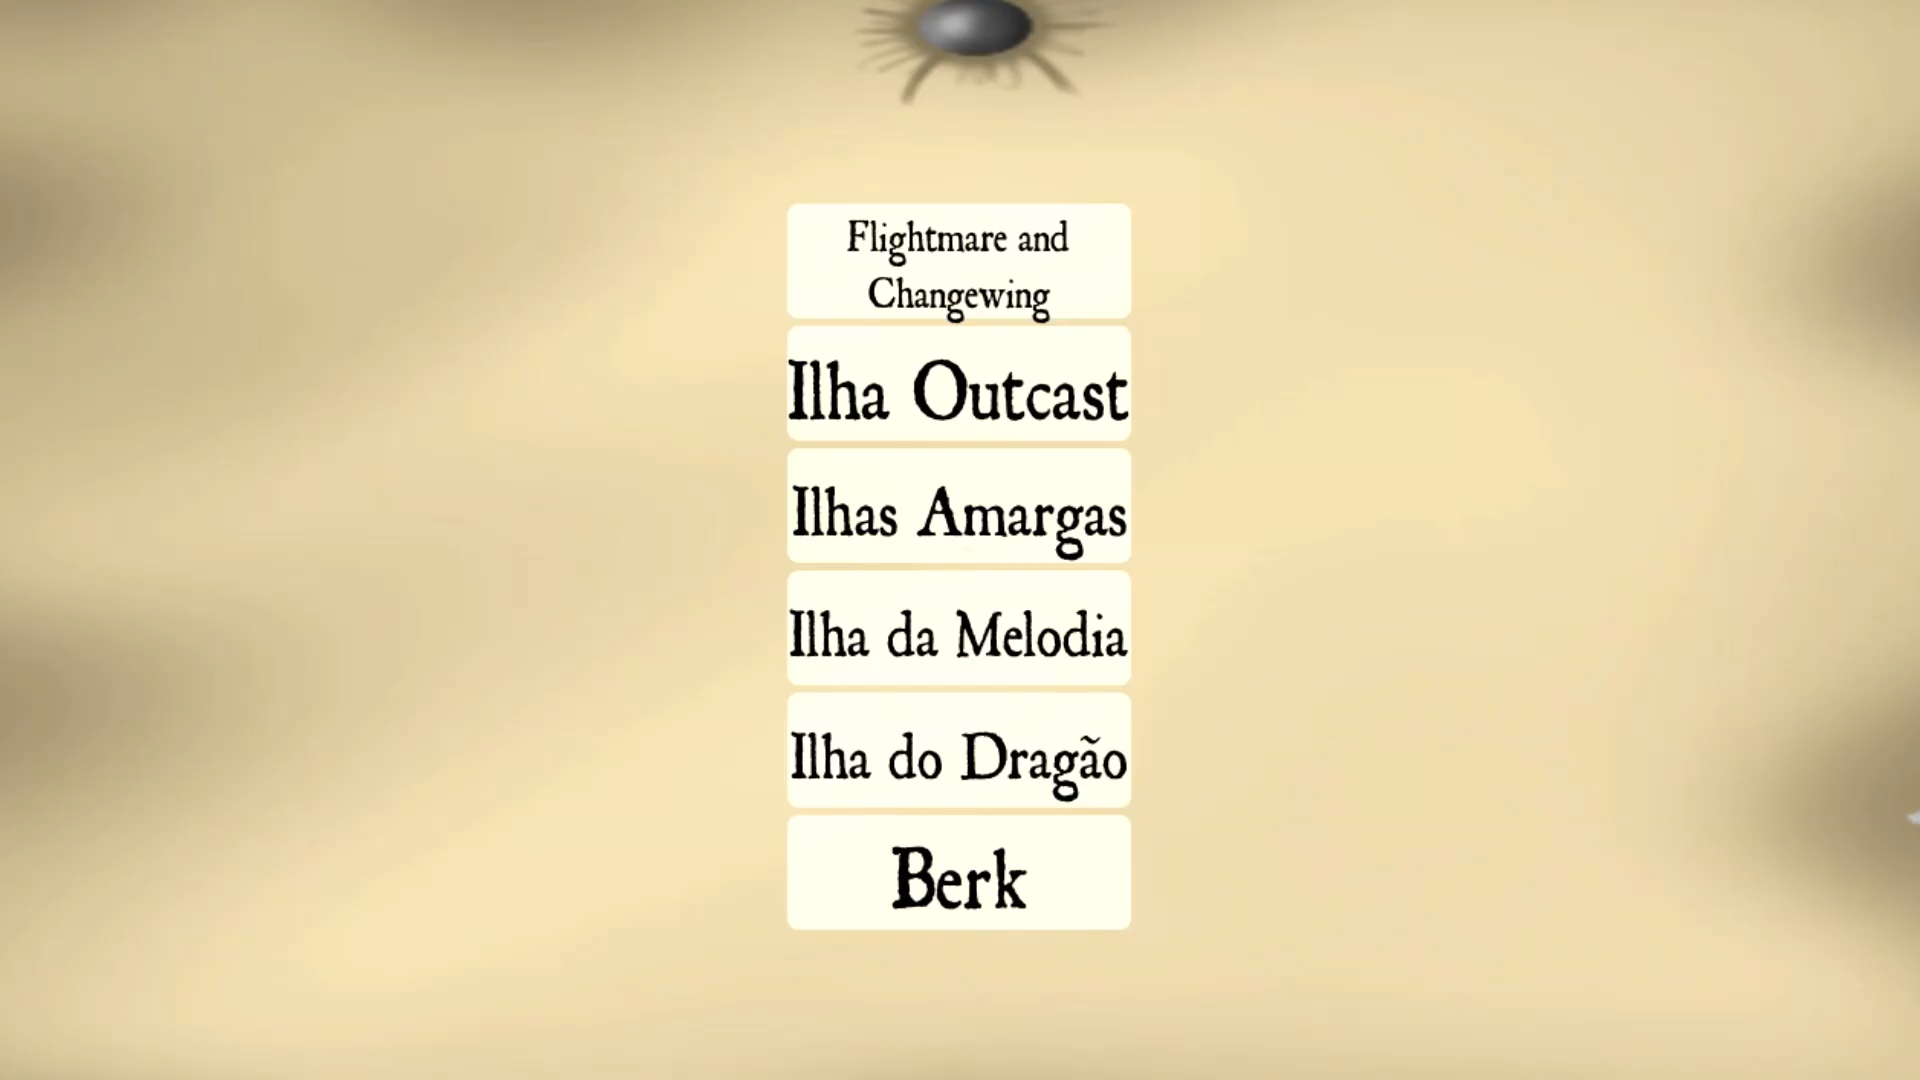 Flightmare and
Changewing
Ilha Outcast
Ilhas Amargas
Ilha da Melodia
Ilha do Dragão
Berk